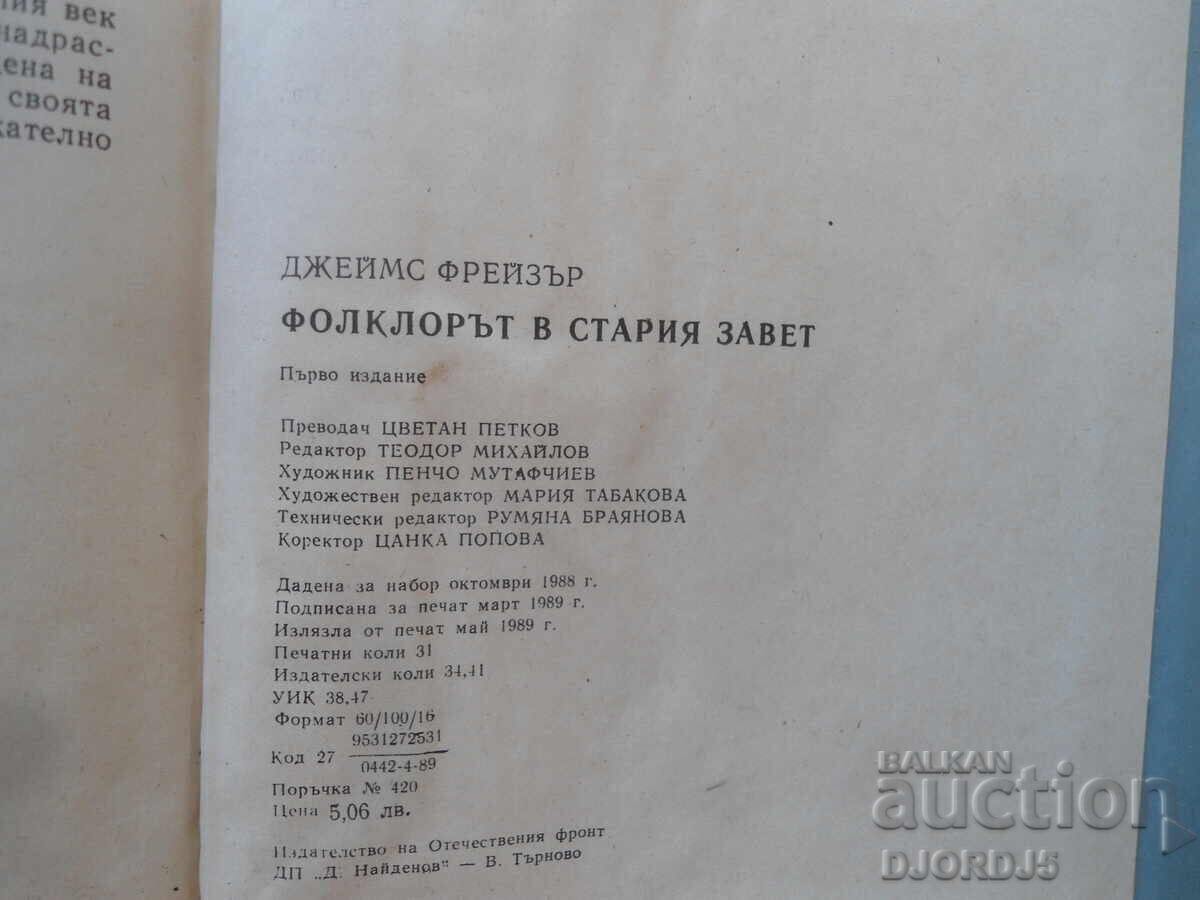 ния век
надрас-
ена на
своята
кателно
ДЖЕЙМС ФРЕЙЗЪР
ФОЛКЛОРЪТ В СТАРИЯ ЗАВЕТ
Първо издание
Преводач ЦВЕТАН ПЕТКОВ
Редактор ТЕОДОР МИХАЙЛОВ
Художник ПЕНЧО МУТАФЧИЕВ
Художествен редактор МАРИЯ ТАБАКОВА
Технически редактор РУМЯНА БРАЯНОВА
Коректор ЦАНКА ПОПОВА
Дадена за набор октомври 1988 г.
Подписана за печат март 1989 г.
Излязла от печат май 1989 г.
Печатни коли 31
Издателски коли 34,41
УИК 38,47
Формат 60/100/16
9531272531
Код 27
0442-4-89
Поръчка № 420
Цена 5,06 лв.
Издателство на Отечествения фронт
ДП „Д. Найденов“ — В. Търново
BALKAN
auction
DJORDJ5